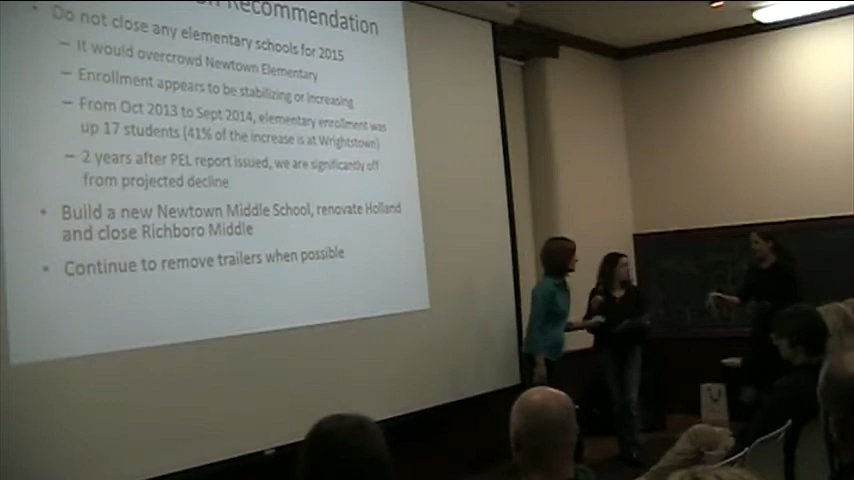 Recommendation
• Do not close any elementary schools for 2015
– It would overcrowd Newtown Elementary
– Enrollment appears to be stabilizing or increasing
– From Oct 2013 to Sept 2014, elementary enrollment was
up 17 students (41% of the increase is at Wrightstown)
– 2 years after PEL report issued, we are significantly off
from projected decline
• Build a new Newtown Middle School, renovate Holland
and close Richboro Middle
• Continue to remove trailers when possible